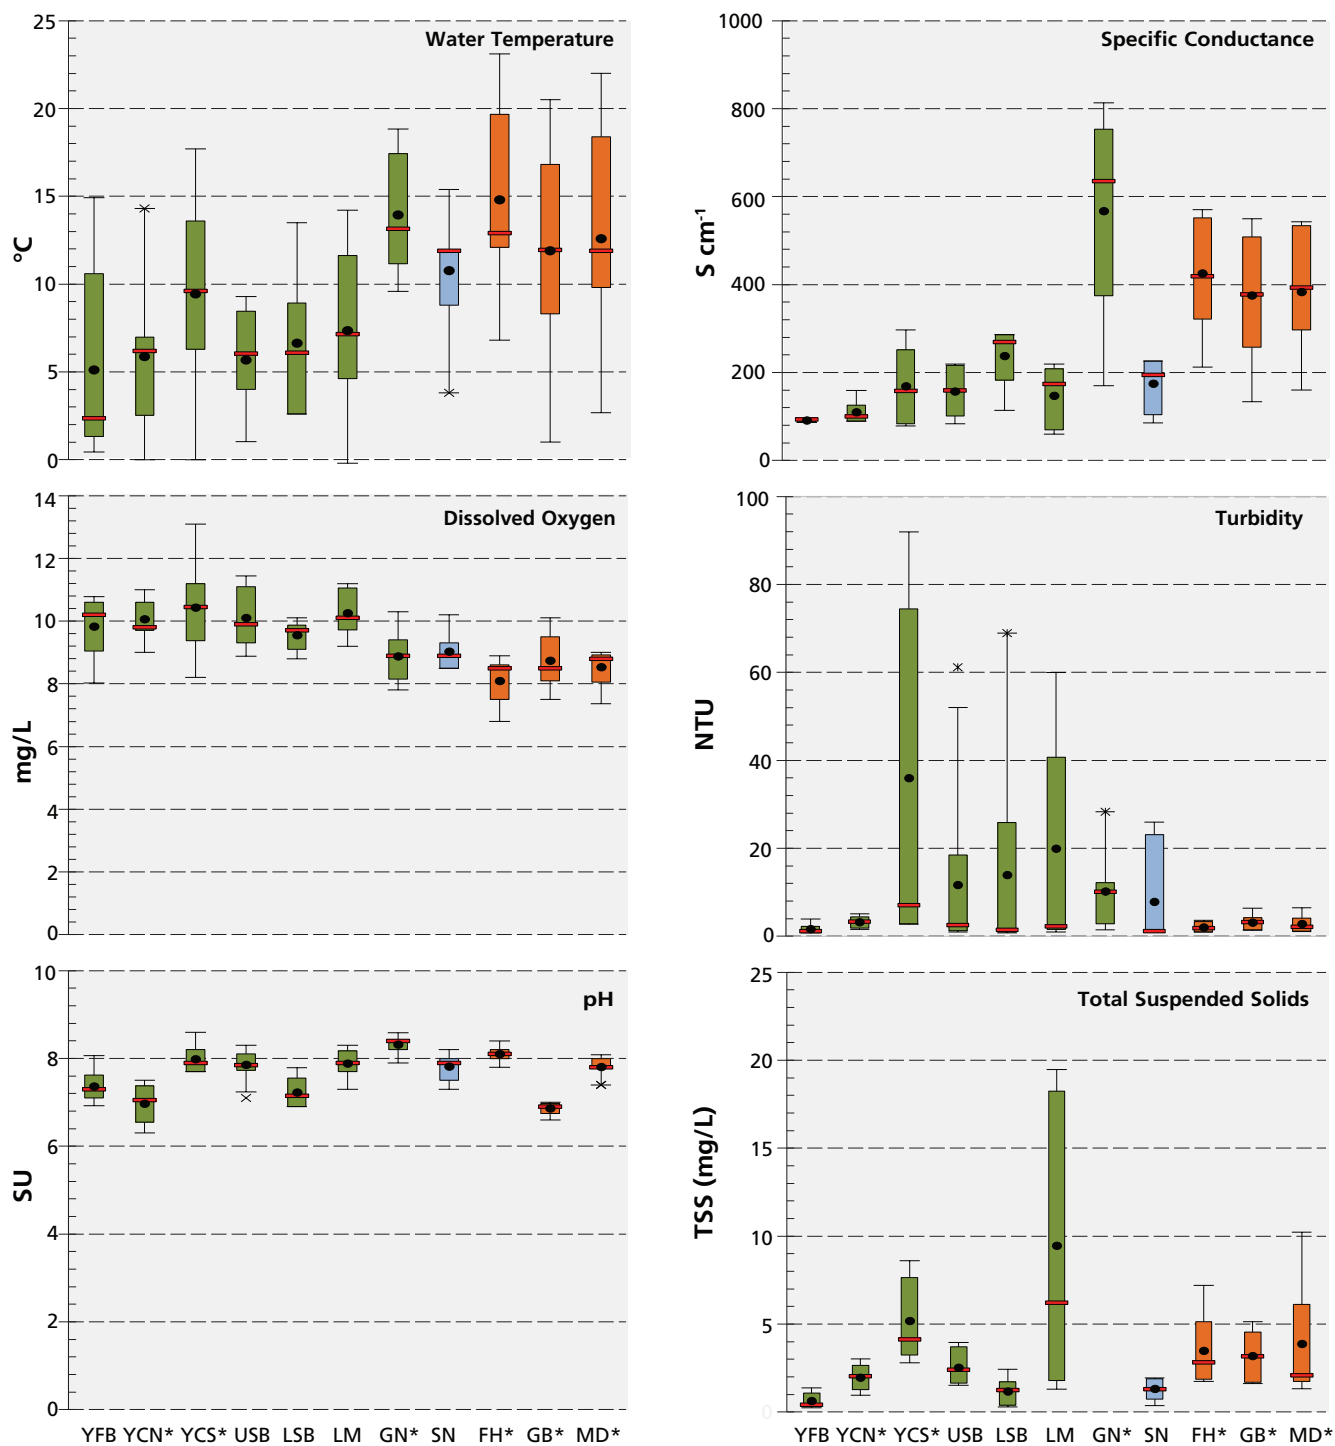 Water Temperature
°C
25
20
15
10
5
0
Specific Conductance
S cm-1
1000
800
600
400
200
0
Dissolved Oxygen
mg/L
14
12
10
8
6
4
2
0
Turbidity
NTU
100
80
60
40
20
0
pH
SU
10
8
6
4
2
0
YFB YCN* YCS* USB LSB LM GN* SN FH* GB* MD*
Total Suspended Solids
TSS (mg/L)
25
20
15
10
5
0
YFB YCN* YCS* USB LSB LM GN* SN FH* GB* MD*